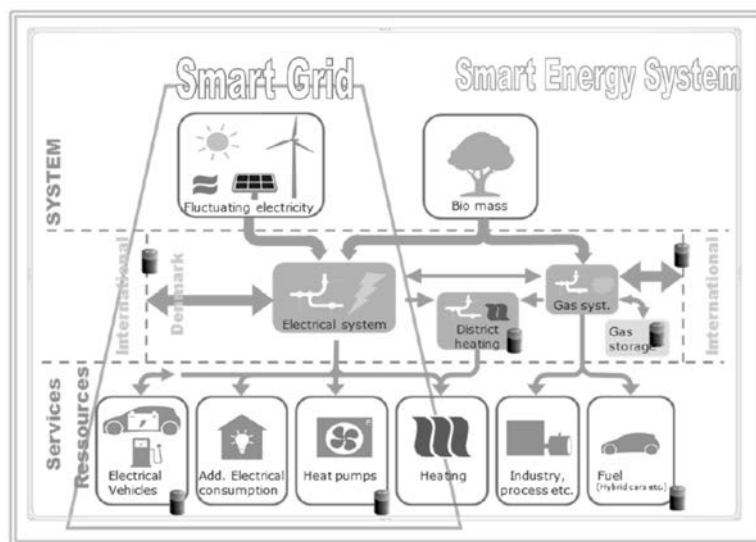 Smart Grid
Smart Energy System
SYSTEM
Fluctuating electricity
Bio mass
International
Denmark
Electrical system
District
heating
Gas syst.
Gas
storage
International
Services
Ressources
Electrical
Vehicles
Add. Electrical
consumption
Heat pumps
Heating
Industry,
process etc.
Fuel
(Hybrid cars etc.)